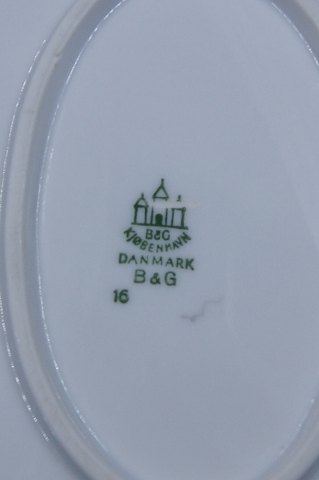 B&G
KJØBENHAVN
DANMARK
B & G
16